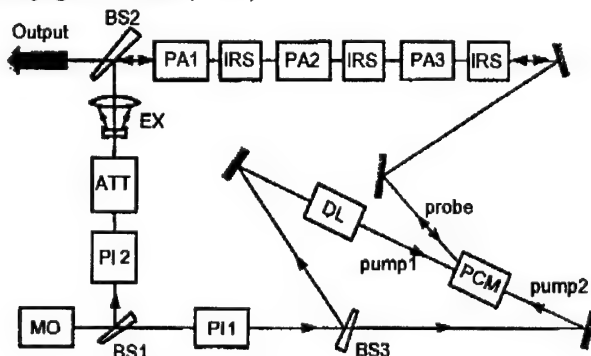 BS2
Output
PA1
IRS
PA2
IRS
PA3
IRS
EX
ATT
DL
probe
PI 2
pump1
PCM
pump2
MO
PI1
BS1
BS3